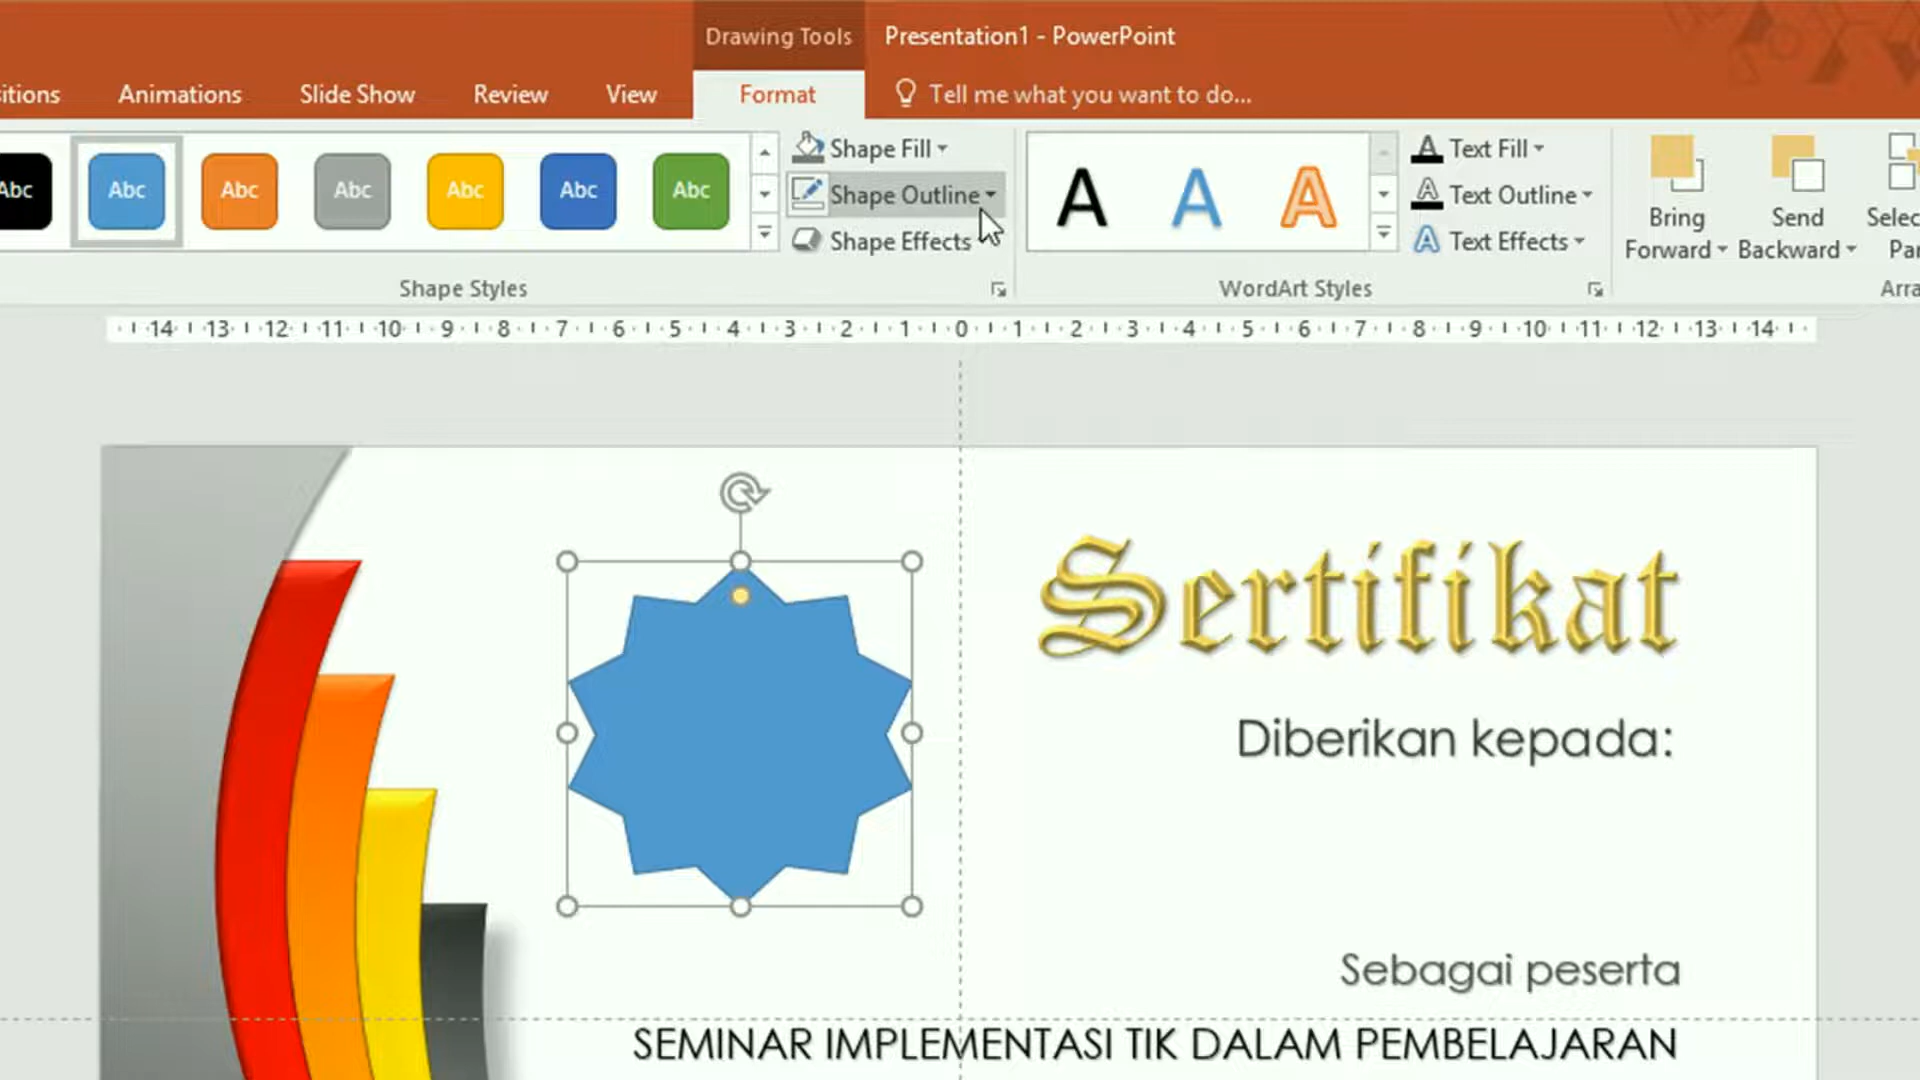 Drawing Tools
Presentation1 - PowerPoint
Animations
Slide Show
Review
View
Format
Tell me what you want to do...
Abc
Abc
Abc
Abc
Abc
Abc
Abc
Shape Fill
Shape Outline
Shape Effects
A
A
A
Text Fill
Text Outline
Text Effects
Bring
Forward
Send
Backward
Shape Styles
WordArt Styles
14 13 12 11 10 9 8 7 6 5 4 3 2 1 0 1 2 3 4 5 6 7 8 9 10 11 12 13 14
Sertifikat
Diberikan kepada:
Sebagai peserta
SEMINAR IMPLEMENTASI TIK DALAM PEMBELAJARAN